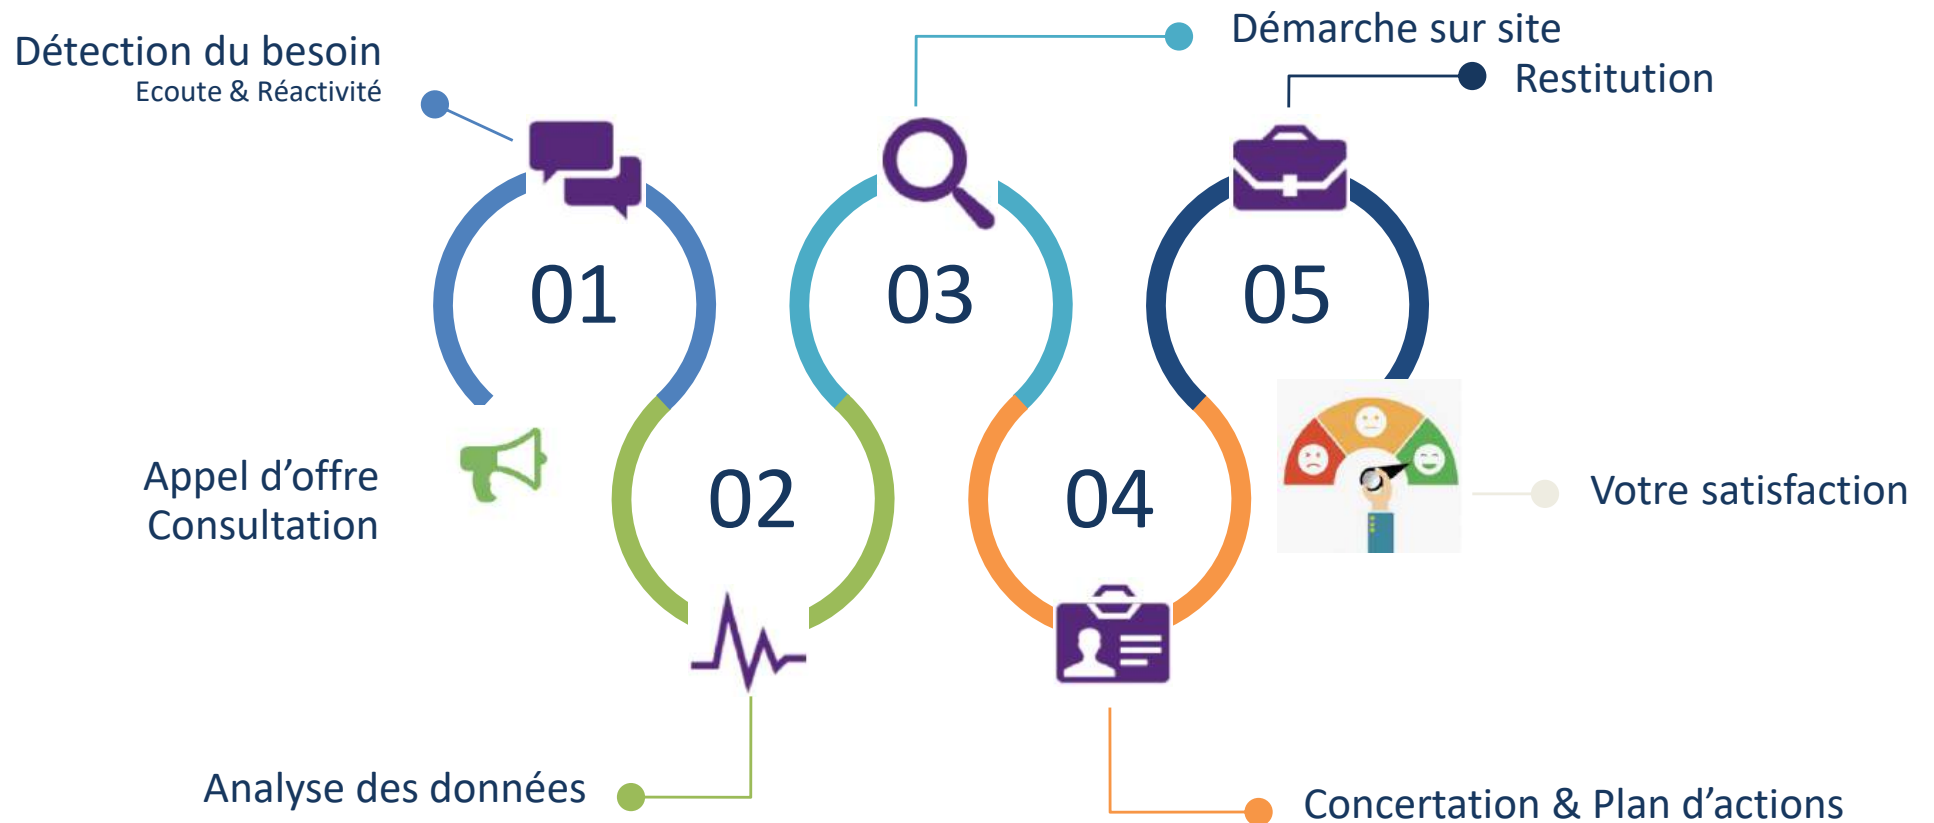 Détection du besoin
Ecoute & Réactivité
Démarche sur site
Restitution
01
03
05
Appel d’offre
Consultation
02
04
Votre satisfaction
Analyse des données
Concertation & Plan d’actions